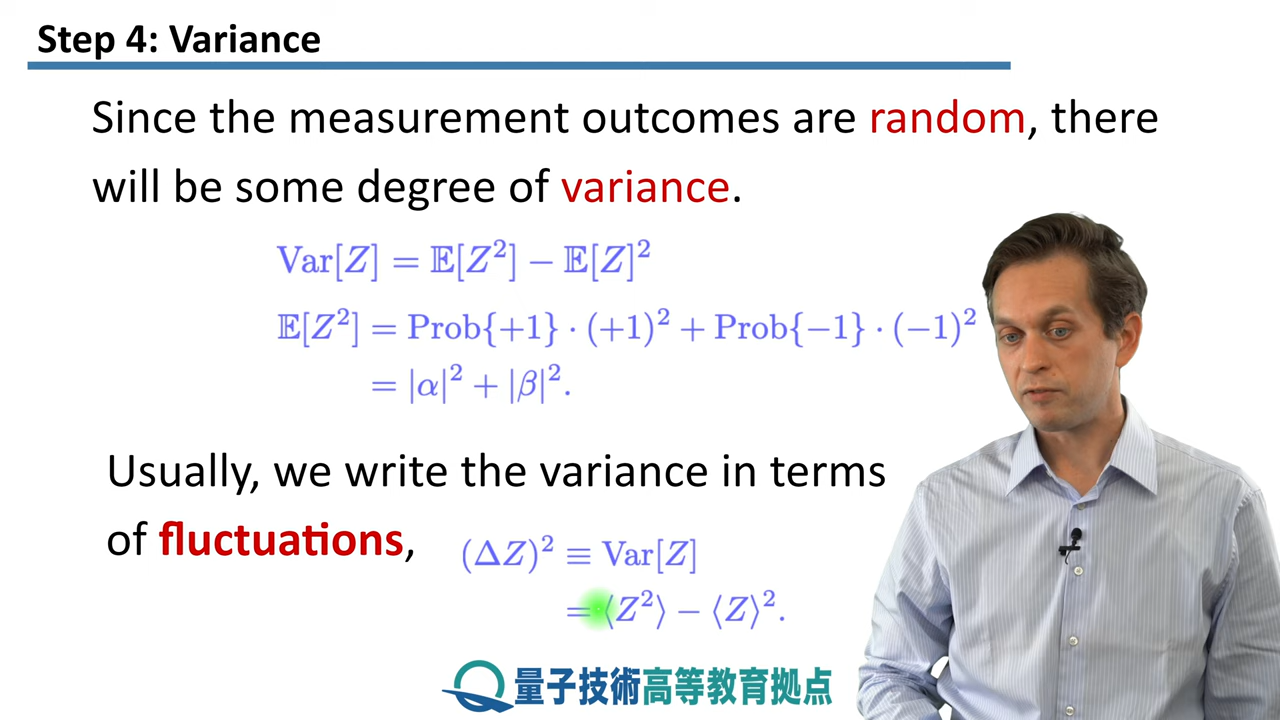 Step 4: Variance
Since the measurement outcomes are random, there
will be some degree of variance.
Var[Z] = 𝔼[Z²] − 𝔼[Z]²
𝔼[Z²] = Prob{+1} · (+1)² + Prob{−1} · (−1)²
= |α|² + |β|².
Usually, we write the variance in terms
of fluctuations,
(ΔZ)² ≡ Var[Z]
= ⟨Z²⟩ − ⟨Z⟩².
量子技術高等教育拠点